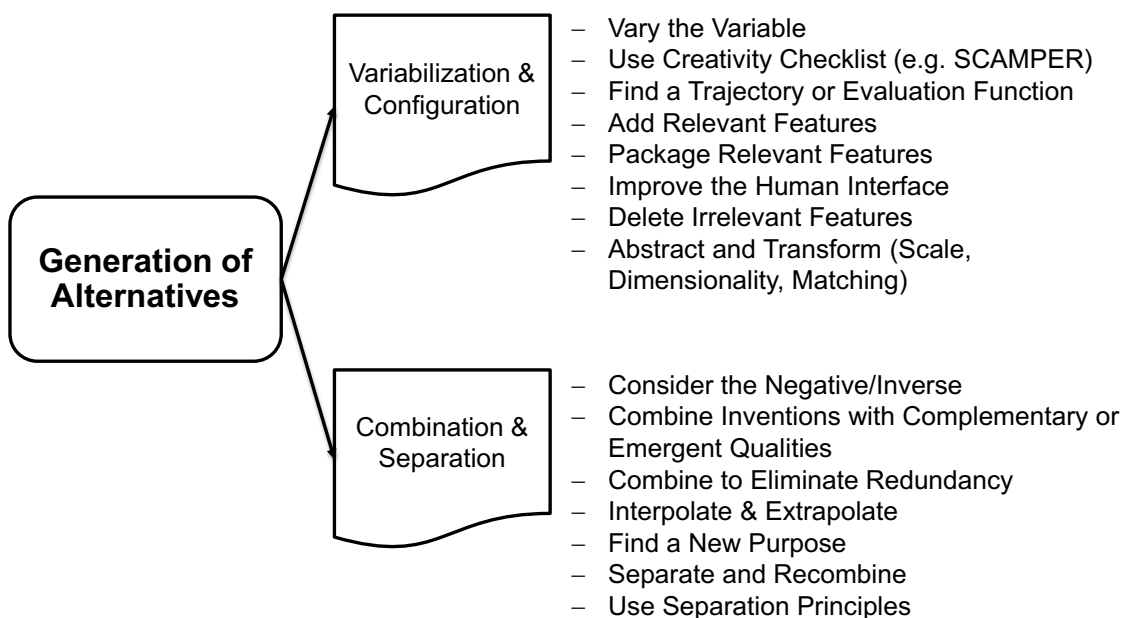 Generation of
Alternatives
Variabilization &
Configuration
– Vary the Variable
– Use Creativity Checklist (e.g. SCAMPER)
– Find a Trajectory or Evaluation Function
– Add Relevant Features
– Package Relevant Features
– Improve the Human Interface
– Delete Irrelevant Features
– Abstract and Transform (Scale,
Dimensionality, Matching)
Combination &
Separation
– Consider the Negative/Inverse
– Combine Inventions with Complementary or
Emergent Qualities
– Combine to Eliminate Redundancy
– Interpolate & Extrapolate
– Find a New Purpose
– Separate and Recombine
– Use Separation Principles